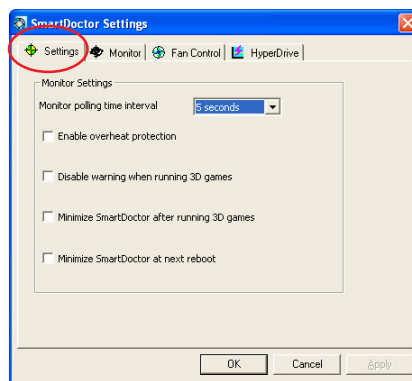 SmartDoctor Settings
Settings Monitor Fan Control HyperDrive
Monitor Settings
Monitor polling time interval 5 seconds
Enable overheat protection
Disable warning when running 3D games
Minimize SmartDoctor after running 3D games
Minimize SmartDoctor at next reboot
OK Cancel Apply